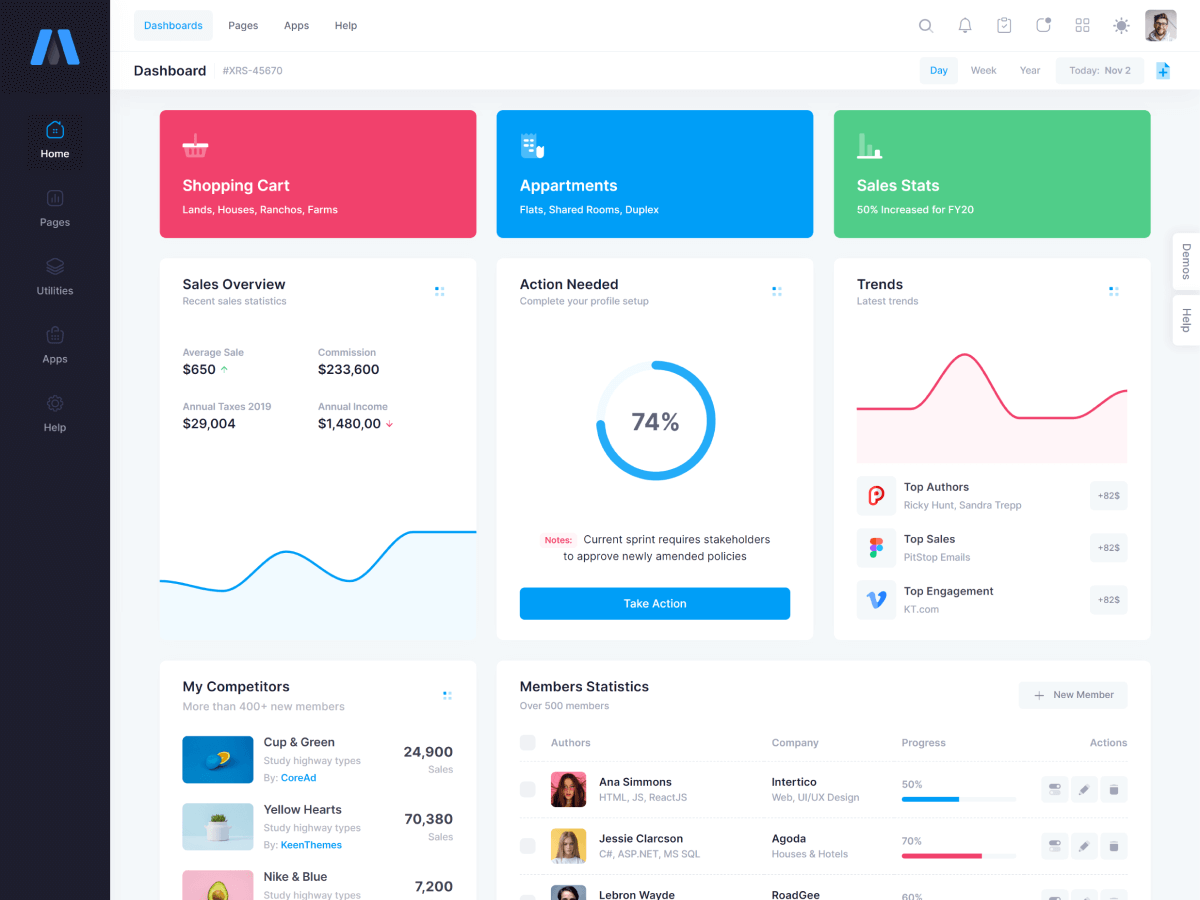 Dashboards Pages Apps Help
Dashboard #XRS-45670 Day Week Year Today: Nov 2
Home
Pages
Utilities
Apps
Help
Shopping Cart
Lands, Houses, Ranchos, Farms
Appartments
Flats, Shared Rooms, Duplex
Sales Stats
50% Increased for FY20
Demos
Help
Sales Overview
Recent sales statistics
Average Sale Commission
$650 $233,600
Annual Taxes 2019 Annual Income
$29,004 $1,480,00
Action Needed
Complete your profile setup
74%
Notes: Current sprint requires stakeholders
to approve newly amended policies
Take Action
Trends
Latest trends
Top Authors
Ricky Hunt, Sandra Trepp
+82$
Top Sales
PitStop Emails
+82$
Top Engagement
KT.com
+82$
My Competitors
More than 400+ new members
Cup & Green
Study highway types
By: CoreAd
24,900
Sales
Yellow Hearts
Study highway types
By: KeenThemes
70,380
Sales
Nike & Blue
Study highway types
7,200
Members Statistics
Over 500 members
New Member
Authors Company Progress Actions
Ana Simmons Intertico 50%
HTML, JS, ReactJS Web, UI/UX Design
Jessie Clarcson Agoda 70%
C#, ASP.NET, MS SQL Houses & Hotels
Lebron Wayde RoadGee 60%